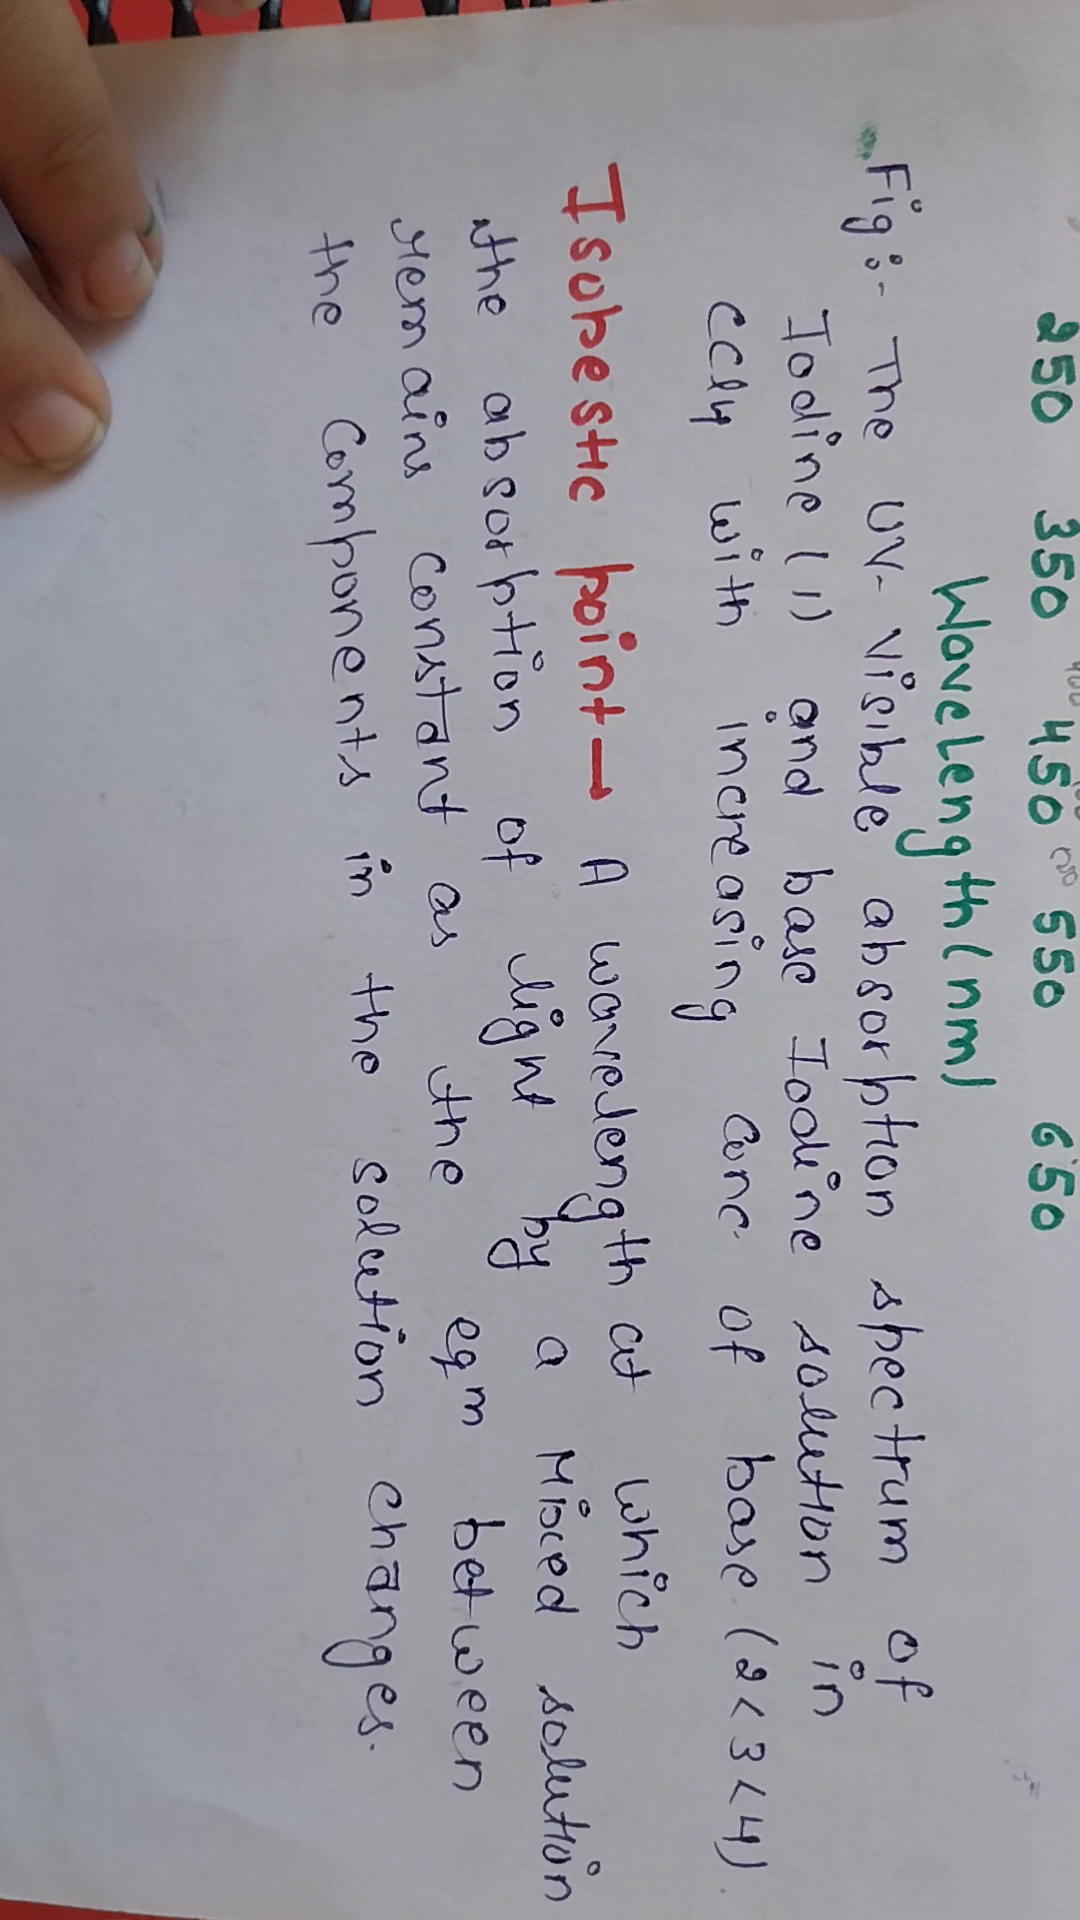 250 350 450 550 650
Wavelength (nm)
Fig:- The UV-Visible absorption spectrum of
Iodine (1) and base Iodine solution in
CCl4 with increasing conc. of base (2<3<4).
Isobestic point — A wavelength at which
the absorption of light by a Mixed solution
remains constant as the eqm between
the Components in the solution changes.